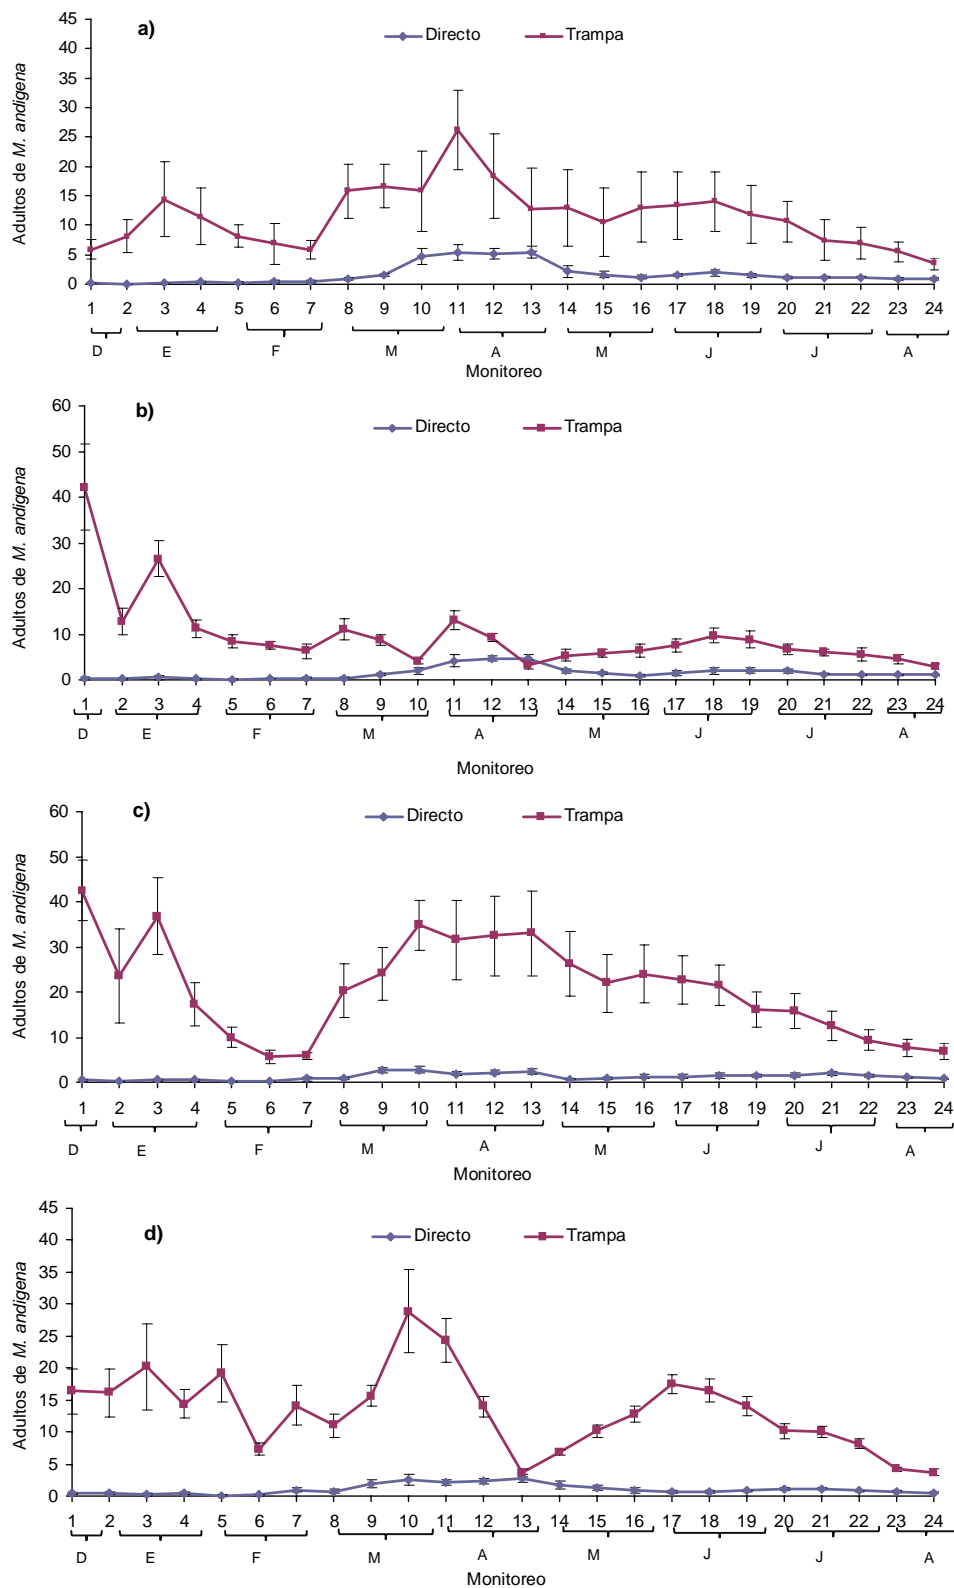 a)
Directo
Trampa
Adultos de M. andigena
45
40
35
30
25
20
15
10
5
0
1 2 3 4 5 6 7 8 9 10 11 12 13 14 15 16 17 18 19 20 21 22 23 24
D E F M A M J J A
Monitoreo
b)
Directo
Trampa
Adultos de M. andigena
60
50
40
30
20
10
0
1 2 3 4 5 6 7 8 9 10 11 12 13 14 15 16 17 18 19 20 21 22 23 24
D E F M A M J J A
Monitoreo
c)
Directo
Trampa
Adultos de M. andigena
60
50
40
30
20
10
0
1 2 3 4 5 6 7 8 9 10 11 12 13 14 15 16 17 18 19 20 21 22 23 24
D E F M A M J J A
Monitoreo
d)
Directo
Trampa
Adultos de M. andigena
45
40
35
30
25
20
15
10
5
0
1 2 3 4 5 6 7 8 9 10 11 12 13 14 15 16 17 18 19 20 21 22 23 24
D E F M A M J J A
Monitoreo